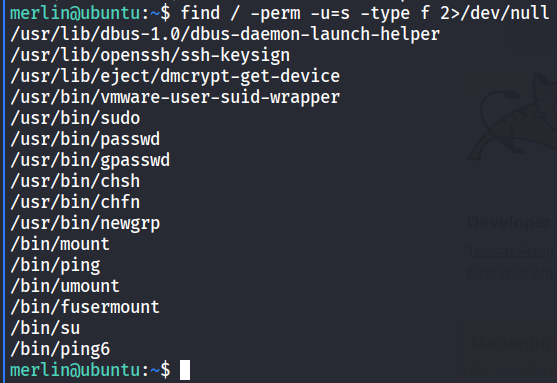 merlin@ubuntu:~$ find / -perm -u=s -type f 2>/dev/null
/usr/lib/dbus-1.0/dbus-daemon-launch-helper
/usr/lib/openssh/ssh-keysign
/usr/lib/eject/dmcrypt-get-device
/usr/bin/vmware-user-suid-wrapper
/usr/bin/sudo
/usr/bin/passwd
/usr/bin/gpasswd
/usr/bin/chsh
/usr/bin/chfn
/usr/bin/newgrp
/bin/mount
/bin/ping
/bin/umount
/bin/fusermount
/bin/su
/bin/ping6
merlin@ubuntu:~$
Developer
Managing